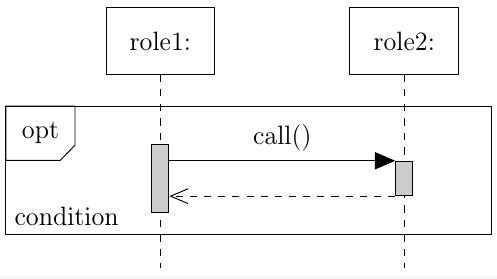 role1:
role2:
opt
call()
condition